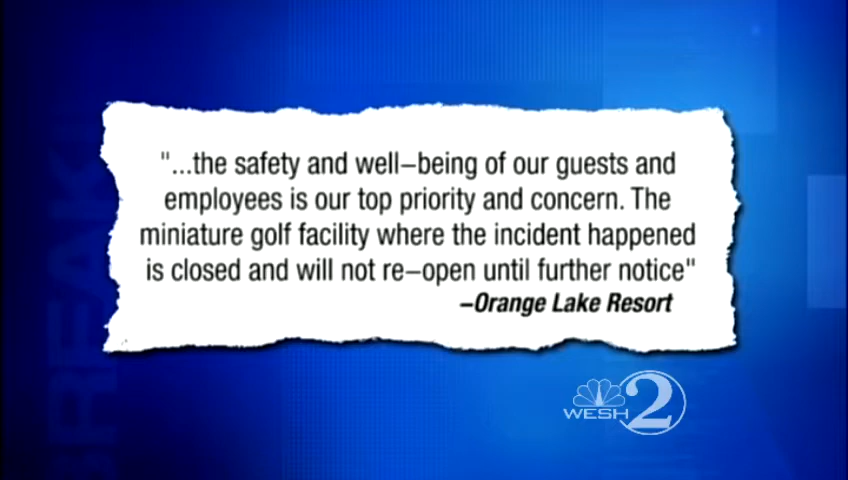 "...the safety and well–being of our guests and
employees is our top priority and concern. The
miniature golf facility where the incident happened
is closed and will not re–open until further notice"
–Orange Lake Resort
WESH 2
BREAKI